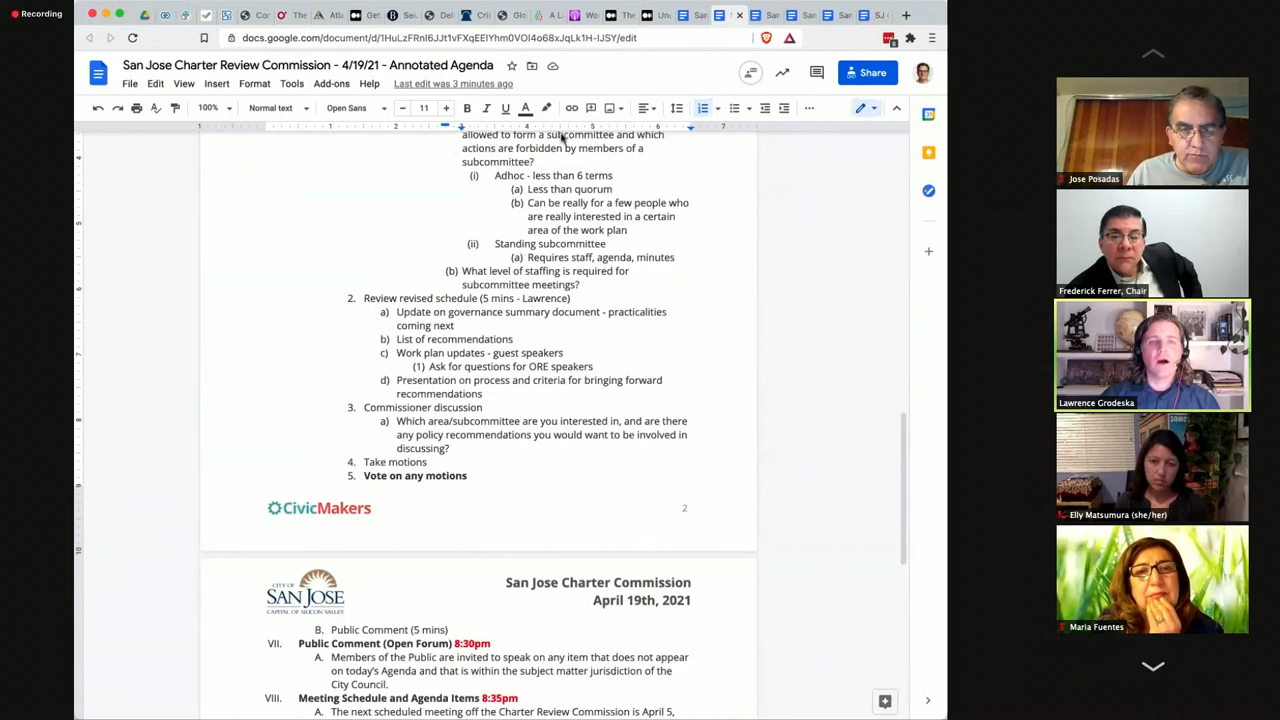 Recording
docs.google.com/document/d/1HuLzFRnI6JJt1vFXqEEIYhm0VOl4o68xJqLk1H-IJSY/edit
San Jose Charter Review Commission - 4/19/21 - Annotated Agenda
File Edit View Insert Format Tools Add-ons Help Last edit was 3 minutes ago
Share
100% Normal text Open Sans 11
allowed to form a subcommittee and which
actions are forbidden by members of a
subcommittee?
(i) Adhoc - less than 6 terms
(a) Less than quorum
(b) Can be really for a few people who
are really interested in a certain
area of the work plan
(ii) Standing subcommittee
(a) Requires staff, agenda, minutes
(b) What level of staffing is required for
subcommittee meetings?
2. Review revised schedule (5 mins - Lawrence)
a) Update on governance summary document - practicalities
coming next
b) List of recommendations
c) Work plan updates - guest speakers
(1) Ask for questions for ORE speakers
d) Presentation on process and criteria for bringing forward
recommendations
3. Commissioner discussion
a) Which area/subcommittee are you interested in, and are there
any policy recommendations you would want to be involved in
discussing?
4. Take motions
5. Vote on any motions
CivicMakers
2
CITY OF
SAN JOSE
CAPITAL OF SILICON VALLEY
San Jose Charter Commission
April 19th, 2021
B. Public Comment (5 mins)
VII. Public Comment (Open Forum) 8:30pm
A. Members of the Public are invited to speak on any item that does not appear
on today's Agenda and that is within the subject matter jurisdiction of the
City Council.
VIII. Meeting Schedule and Agenda Items 8:35pm
A. The next scheduled meeting off the Charter Review Commission is April 5,
Jose Posadas
Frederick Ferrer, Chair
Lawrence Grodeska
Elly Matsumura (she/her)
Maria Fuentes